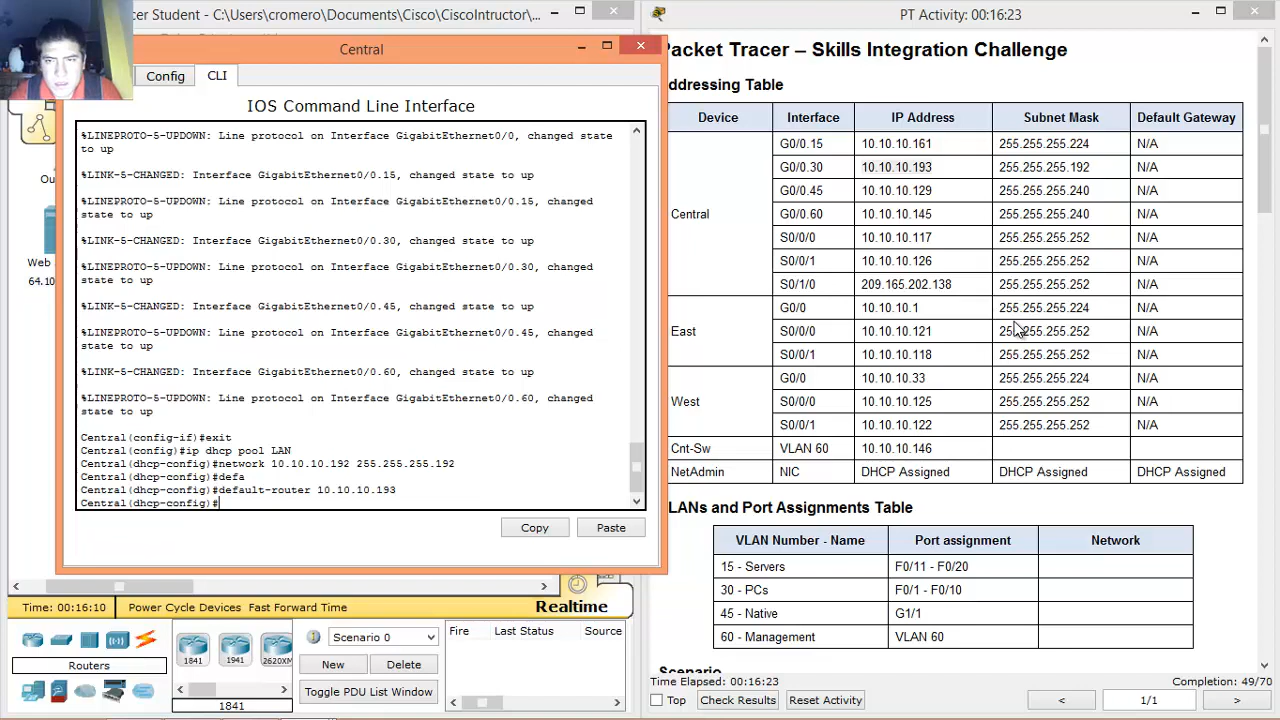 cer Student - C:\Users\cromero\Documents\Cisco\CiscoIntructor\...
PT Activity: 00:16:23
Central
Config
CLI
IOS Command Line Interface
%LINEPROTO-5-UPDOWN: Line protocol on Interface GigabitEthernet0/0, changed state
to up
%LINK-5-CHANGED: Interface GigabitEthernet0/0.15, changed state to up
%LINEPROTO-5-UPDOWN: Line protocol on Interface GigabitEthernet0/0.15, changed
state to up
%LINK-5-CHANGED: Interface GigabitEthernet0/0.30, changed state to up
%LINEPROTO-5-UPDOWN: Line protocol on Interface GigabitEthernet0/0.30, changed
state to up
%LINK-5-CHANGED: Interface GigabitEthernet0/0.45, changed state to up
%LINEPROTO-5-UPDOWN: Line protocol on Interface GigabitEthernet0/0.45, changed
state to up
%LINK-5-CHANGED: Interface GigabitEthernet0/0.60, changed state to up
%LINEPROTO-5-UPDOWN: Line protocol on Interface GigabitEthernet0/0.60, changed
state to up
Central(config-if)#exit
Central(config)#ip dhcp pool LAN
Central(dhcp-config)#network 10.10.10.192 255.255.255.192
Central(dhcp-config)#defa
Central(dhcp-config)#default-router 10.10.10.193
Central(dhcp-config)#
Copy
Paste
Ou
Web
64.10
Time: 00:16:10
Power Cycle Devices Fast Forward Time
Realtime
Routers
1841
1941
2620XM
1841
Scenario 0
New
Delete
Toggle PDU List Window
Fire
Last Status
Source
Packet Tracer – Skills Integration Challenge
ddressing Table
Device Interface IP Address Subnet Mask Default Gateway
Central
G0/0.15 10.10.10.161 255.255.255.224 N/A
G0/0.30 10.10.10.193 255.255.255.192 N/A
G0/0.45 10.10.10.129 255.255.255.240 N/A
G0/0.60 10.10.10.145 255.255.255.240 N/A
S0/0/0 10.10.10.117 255.255.255.252 N/A
S0/0/1 10.10.10.126 255.255.255.252 N/A
S0/1/0 209.165.202.138 255.255.255.252 N/A
East
G0/0 10.10.10.1 255.255.255.224 N/A
S0/0/0 10.10.10.121 255.255.255.252 N/A
S0/0/1 10.10.10.118 255.255.255.252 N/A
West
G0/0 10.10.10.33 255.255.255.224 N/A
S0/0/0 10.10.10.125 255.255.255.252 N/A
S0/0/1 10.10.10.122 255.255.255.252 N/A
Cnt-Sw VLAN 60 10.10.10.146
NetAdmin NIC DHCP Assigned DHCP Assigned DHCP Assigned
LANs and Port Assignments Table
VLAN Number - Name Port assignment Network
15 - Servers F0/11 - F0/20
30 - PCs F0/1 - F0/10
45 - Native G1/1
60 - Management VLAN 60
Scenario
Time Elapsed: 00:16:23
Completion: 49/70
Top
Check Results
Reset Activity
<
1/1
>